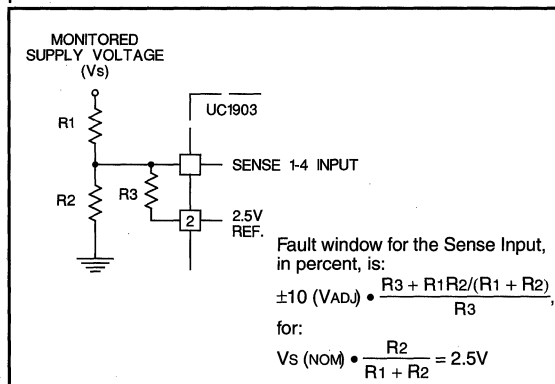 MONITORED
SUPPLY VOLTAGE
(Vs)
UC1903
R1
SENSE 1-4 INPUT
R2
R3
2
2.5V
REF.
Fault window for the Sense Input,
in percent, is:
±10 (VADJ) • R3 + R1R2/(R1 + R2)
R3
,
for:
VS (NOM) • R2
R1 + R2
= 2.5V